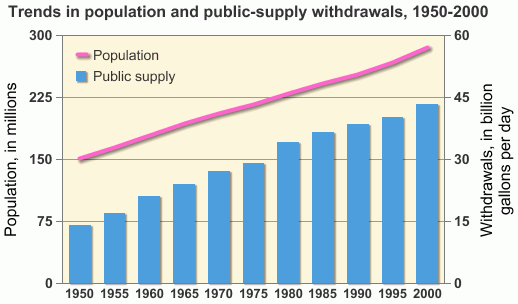 Trends in population and public-supply withdrawals, 1950-2000
Population, in millions
300
225
150
75
0
Population
Public supply
60
45
30
15
0
Withdrawals, in billion
gallons per day
1950 1955 1960 1965 1970 1975 1980 1985 1990 1995 2000